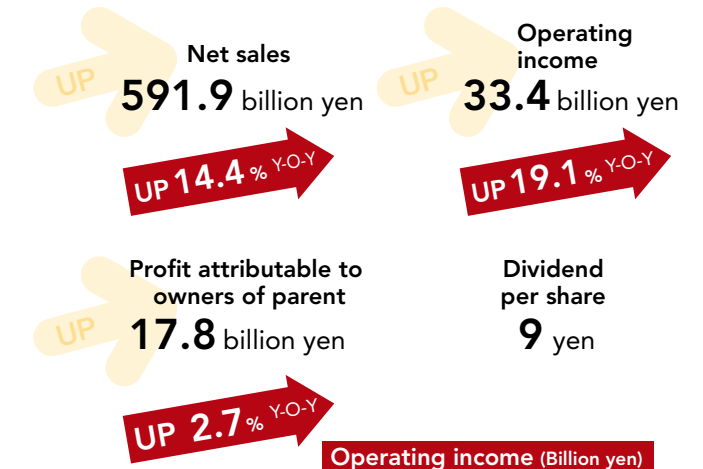 UP
Net sales
591.9 billion yen
UP 14.4 % Y-O-Y
UP
Operating
income
33.4 billion yen
UP 19.1 % Y-O-Y
UP
Profit attributable to
owners of parent
17.8 billion yen
UP 2.7 % Y-O-Y
Dividend
per share
9 yen
Operating income (Billion yen)